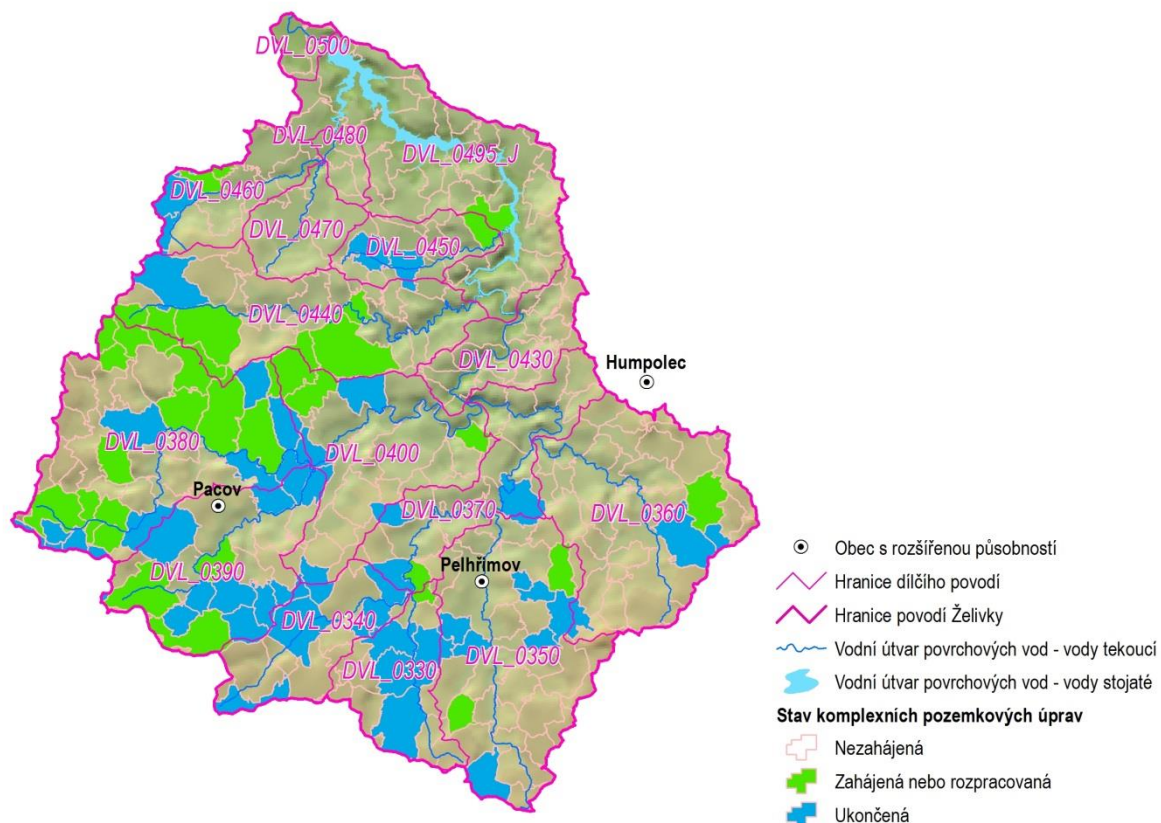 DVL_0500
DVL_0480
DVL_0495_J
DVL_0460
DVL_0470
DVL_0450
DVL_0440
DVL_0430
Humpolec
DVL_0380
DVL_0400
Pacov
DVL_0370
DVL_0360
Pelhřimov
DVL_0390
DVL_0340
DVL_0330
DVL_0350
Obec s rozšířenou působností
Hranice dílčího povodí
Hranice povodí Želivky
Vodní útvar povrchových vod - vody tekoucí
Vodní útvar povrchových vod - vody stojaté
Stav komplexních pozemkových úprav
Nezahájená
Zahájená nebo rozpracovaná
Ukončená